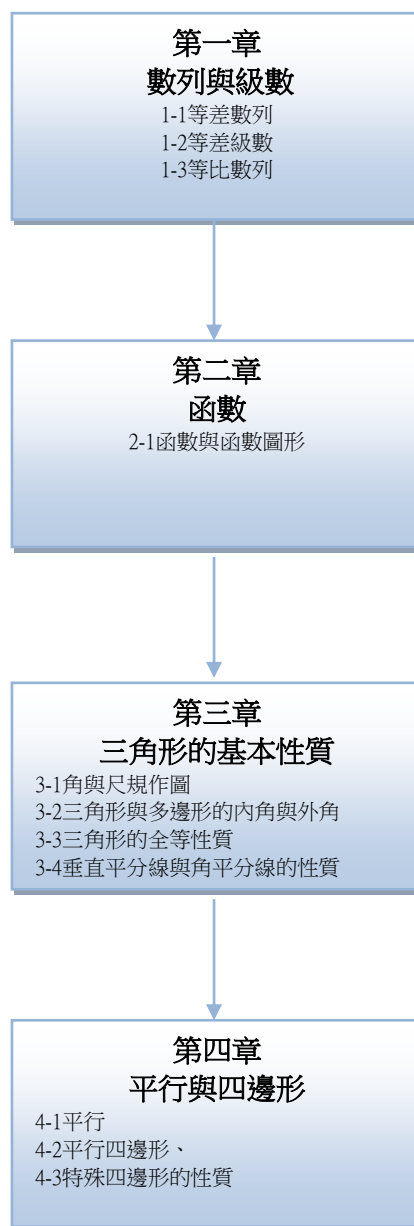 第一章
數列與級數
1-1等差數列
1-2等差級數
1-3等比數列
第二章
函數
2-1函數與函數圖形
第三章
三角形的基本性質
3-1角與尺規作圖
3-2三角形與多邊形的內角與外角
3-3三角形的全等性質
3-4垂直平分線與角平分線的性質
第四章
平行與四邊形
4-1平行
4-2平行四邊形、
4-3特殊四邊形的性質